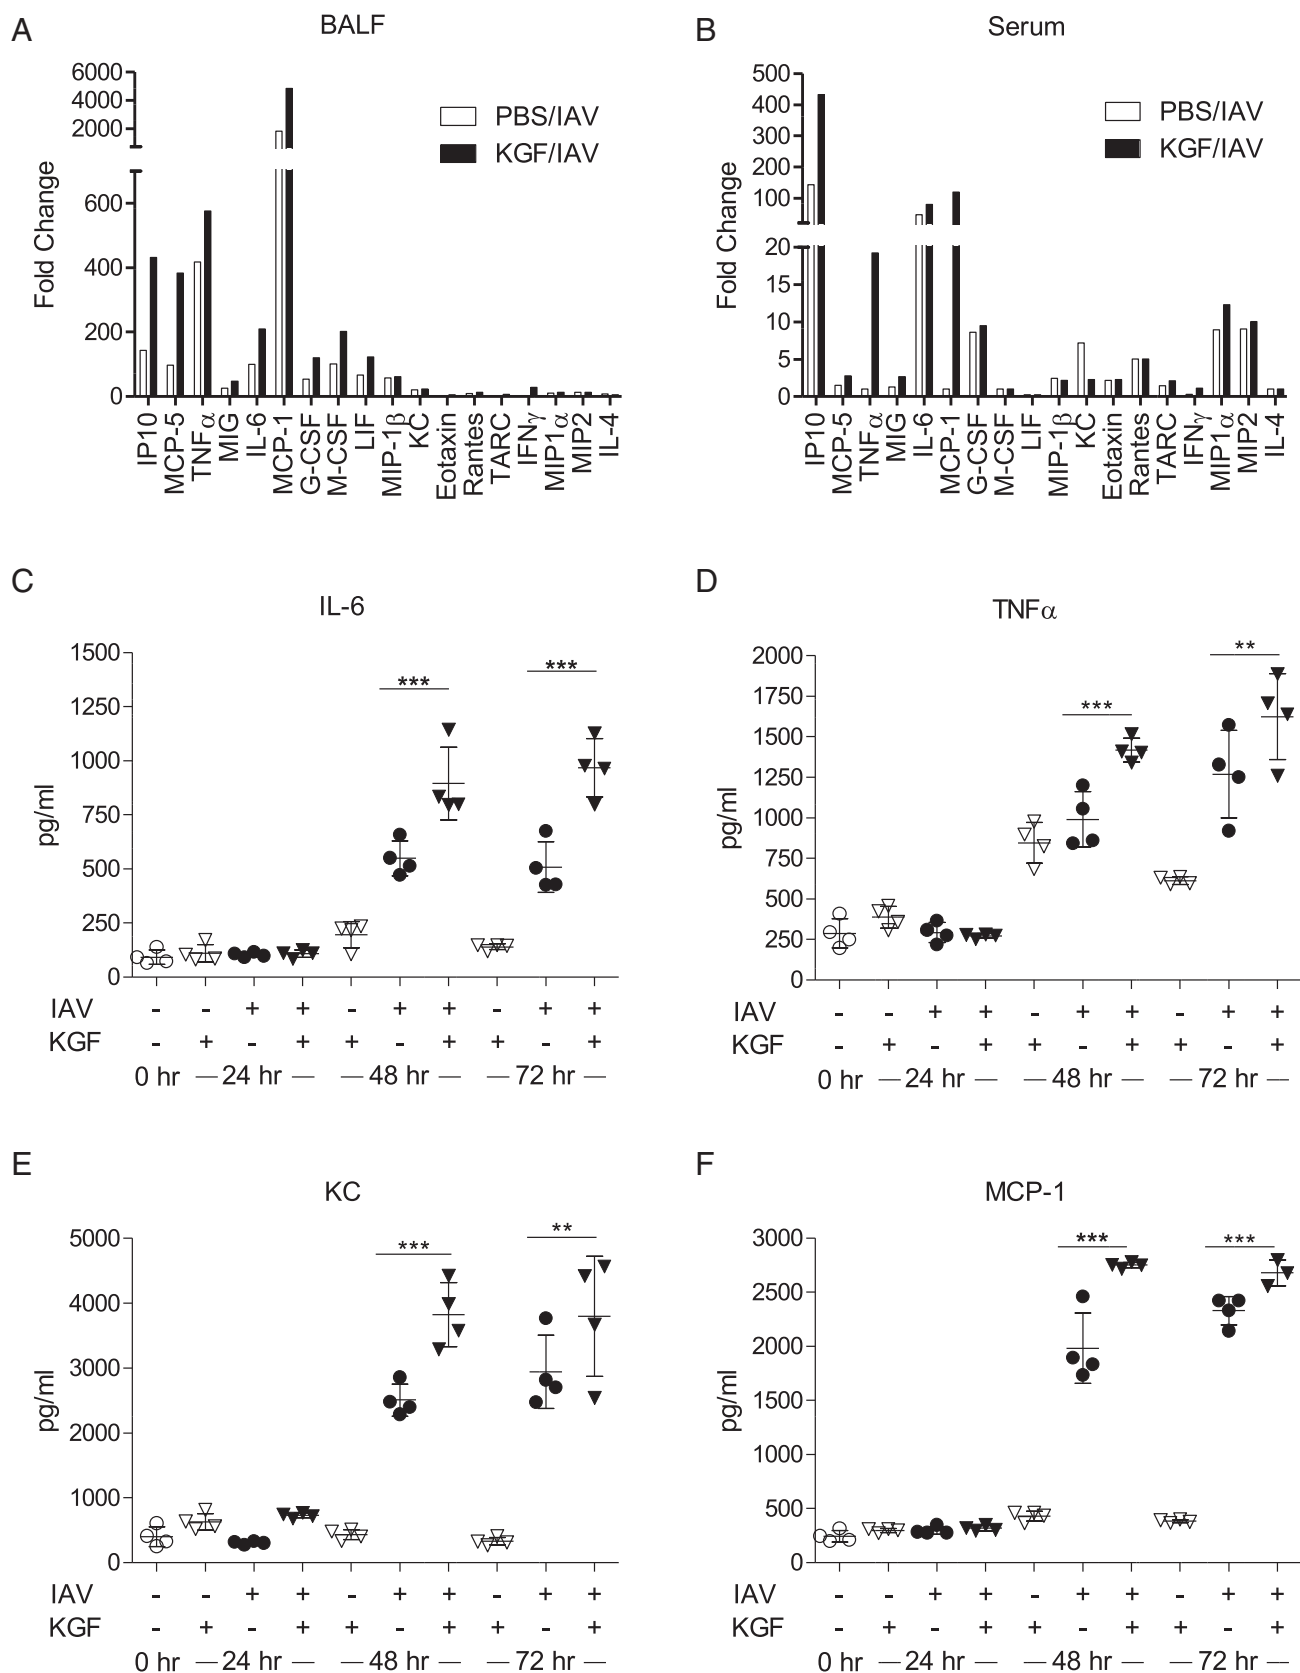 A
BALF
6000
4000
2000
600
400
200
0
Fold Change
PBS/IAV
KGF/IAV
IP10
MCP-5
TNFα
MIG
IL-6
MCP-1
G-CSF
M-CSF
LIF
MIP-1β
KC
Eotaxin
Rantes
TARC
IFNγ
MIP1α
MIP2
IL-4
B
Serum
500
400
300
200
100
20
15
10
5
0
Fold Change
PBS/IAV
KGF/IAV
IP10
MCP-5
TNFα
MIG
IL-6
MCP-1
G-CSF
M-CSF
LIF
MIP-1β
KC
Eotaxin
Rantes
TARC
IFNγ
MIP1α
MIP2
IL-4
C
IL-6
1500
1250
1000
750
500
250
0
pg/ml
***
***
IAV - - + + - + + - + +
KGF - + - + + - + + - +
0 hr — 24 hr — — 48 hr — — 72 hr —
D
TNFα
2000
1750
1500
1250
1000
750
500
250
0
pg/ml
***
**
IAV - - + + - + + - + +
KGF - + - + + - + + - +
0 hr — 24 hr — — 48 hr — — 72 hr —
E
KC
5000
4000
3000
2000
1000
0
pg/ml
***
**
IAV - - + + - + + - + +
KGF - + - + + - + + - +
0 hr — 24 hr — — 48 hr — — 72 hr —
F
MCP-1
3000
2500
2000
1500
1000
500
0
pg/ml
***
***
IAV - - + + - + + - + +
KGF - + - + + - + + - +
0 hr — 24 hr — — 48 hr — — 72 hr —